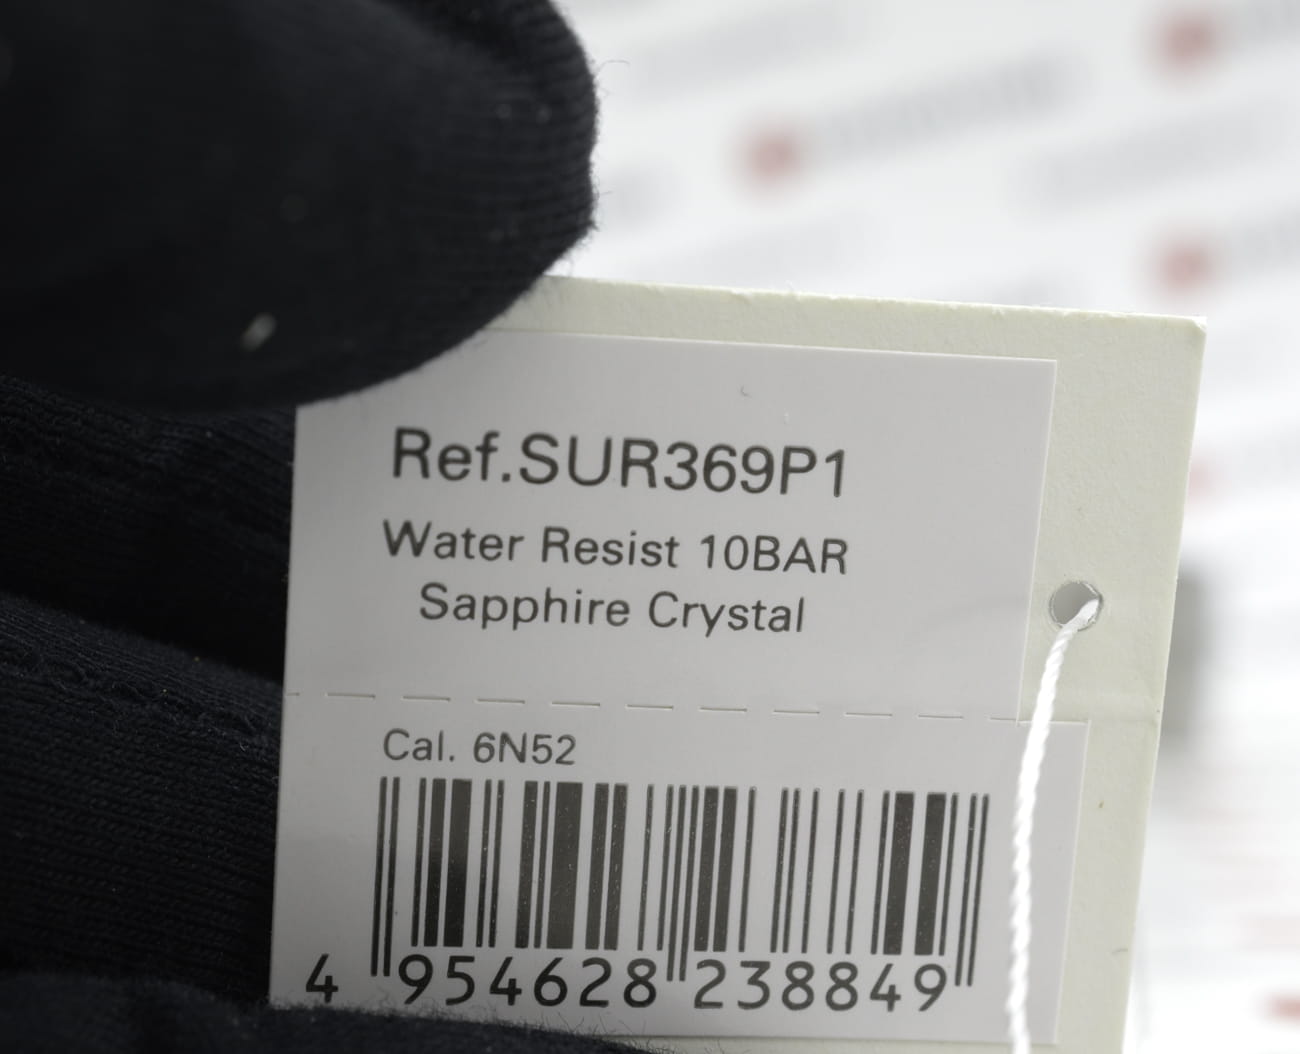 Ref.SUR369P1
Water Resist 10BAR
Sapphire Crystal
Cal. 6N52
4 954628 238849